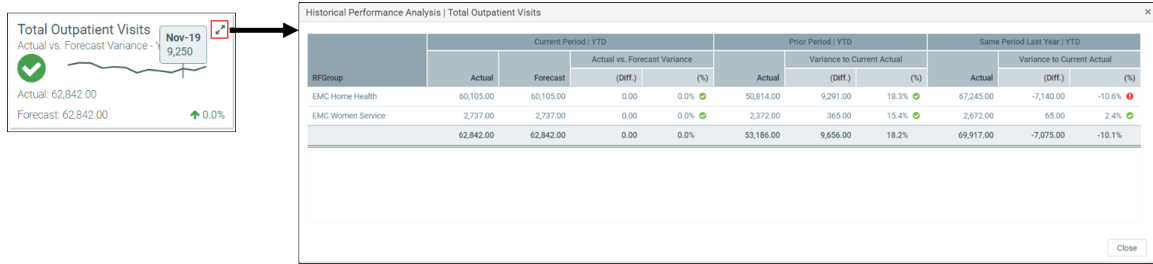 Total Outpatient Visits
Actual vs. Forecast Variance - Y
Nov-19
9,250
Actual: 62,842.00
Forecast: 62,842.00 0.0%
Historical Performance Analysis | Total Outpatient Visits ×
Current Period | YTD Prior Period | YTD Same Period Last Year | YTD
Actual vs. Forecast Variance Variance to Current Actual Variance to Current Actual
RFGroup Actual Forecast (Diff.) (%) Actual (Diff.) (%) Actual (Diff.) (%)
EMC Home Health 60,105.00 60,105.00 0.00 0.0% 50,814.00 9,291.00 18.3% 67,245.00 -7,140.00 -10.6%
EMC Women Service 2,737.00 2,737.00 0.00 0.0% 2,372.00 365.00 15.4% 2,672.00 65.00 2.4%
62,842.00 62,842.00 0.00 0.0% 53,186.00 9,656.00 18.2% 69,917.00 -7,075.00 -10.1%
Close